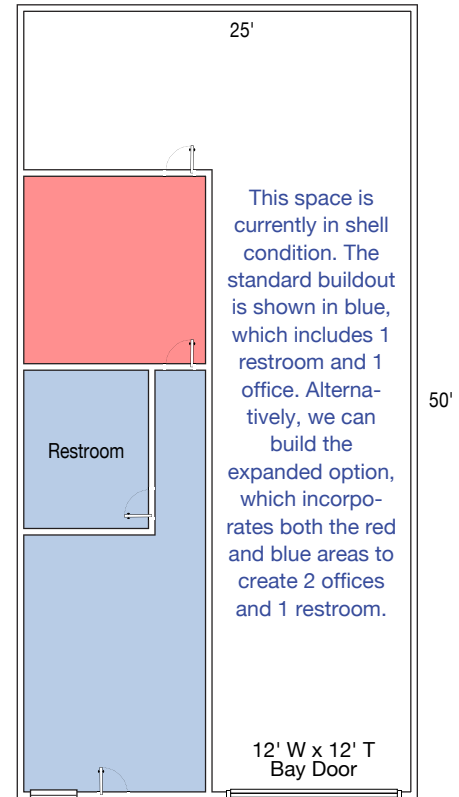 25'
This space is
currently in shell
condition. The
standard buildout
is shown in blue,
which includes 1
restroom and 1
office. Alterna-
tively, we can
build the
expanded option,
which incorpo-
rates both the red
and blue areas to
create 2 offices
and 1 restroom.
50'
Restroom
12' W x 12' T
Bay Door